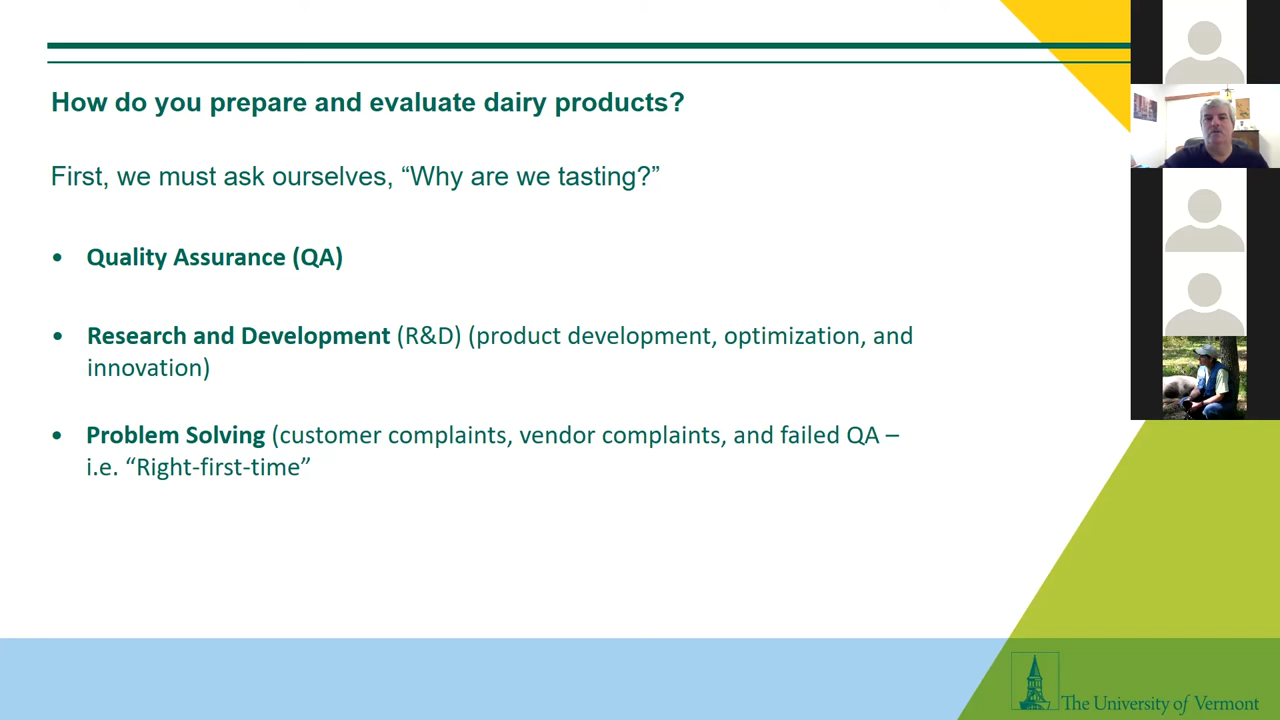 How do you prepare and evaluate dairy products?
First, we must ask ourselves, “Why are we tasting?”
• Quality Assurance (QA)
• Research and Development (R&D) (product development, optimization, and
innovation)
• Problem Solving (customer complaints, vendor complaints, and failed QA –
i.e. “Right-first-time”
The University of Vermont